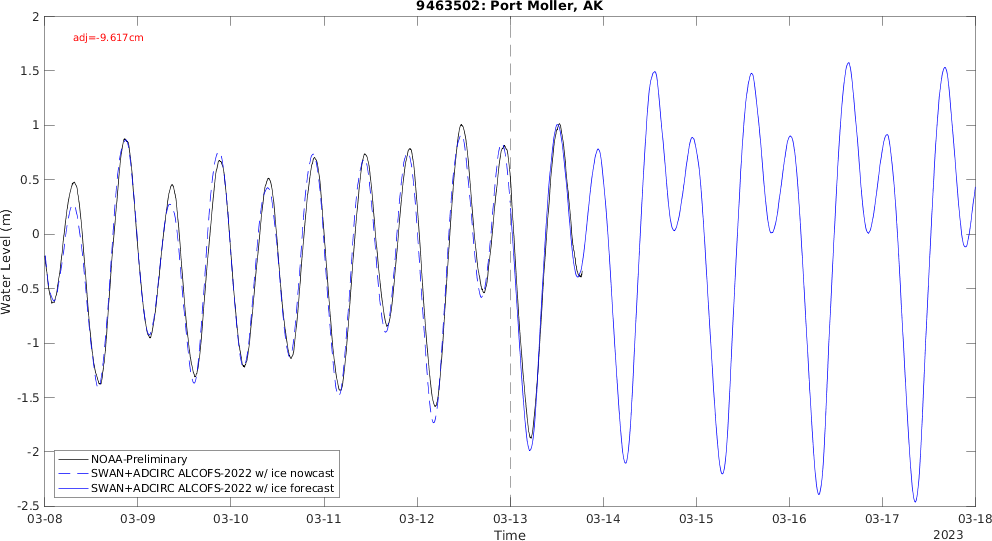 9463502: Port Moller, AK
adj=-9.617cm
Water Level (m)
2
1.5
1
0.5
0
-0.5
-1
-1.5
-2
-2.5
NOAA-Preliminary
SWAN+ADCIRC ALCOFS-2022 w/ ice nowcast
SWAN+ADCIRC ALCOFS-2022 w/ ice forecast
03-08 03-09 03-10 03-11 03-12 03-13 03-14 03-15 03-16 03-17 03-18
Time
2023